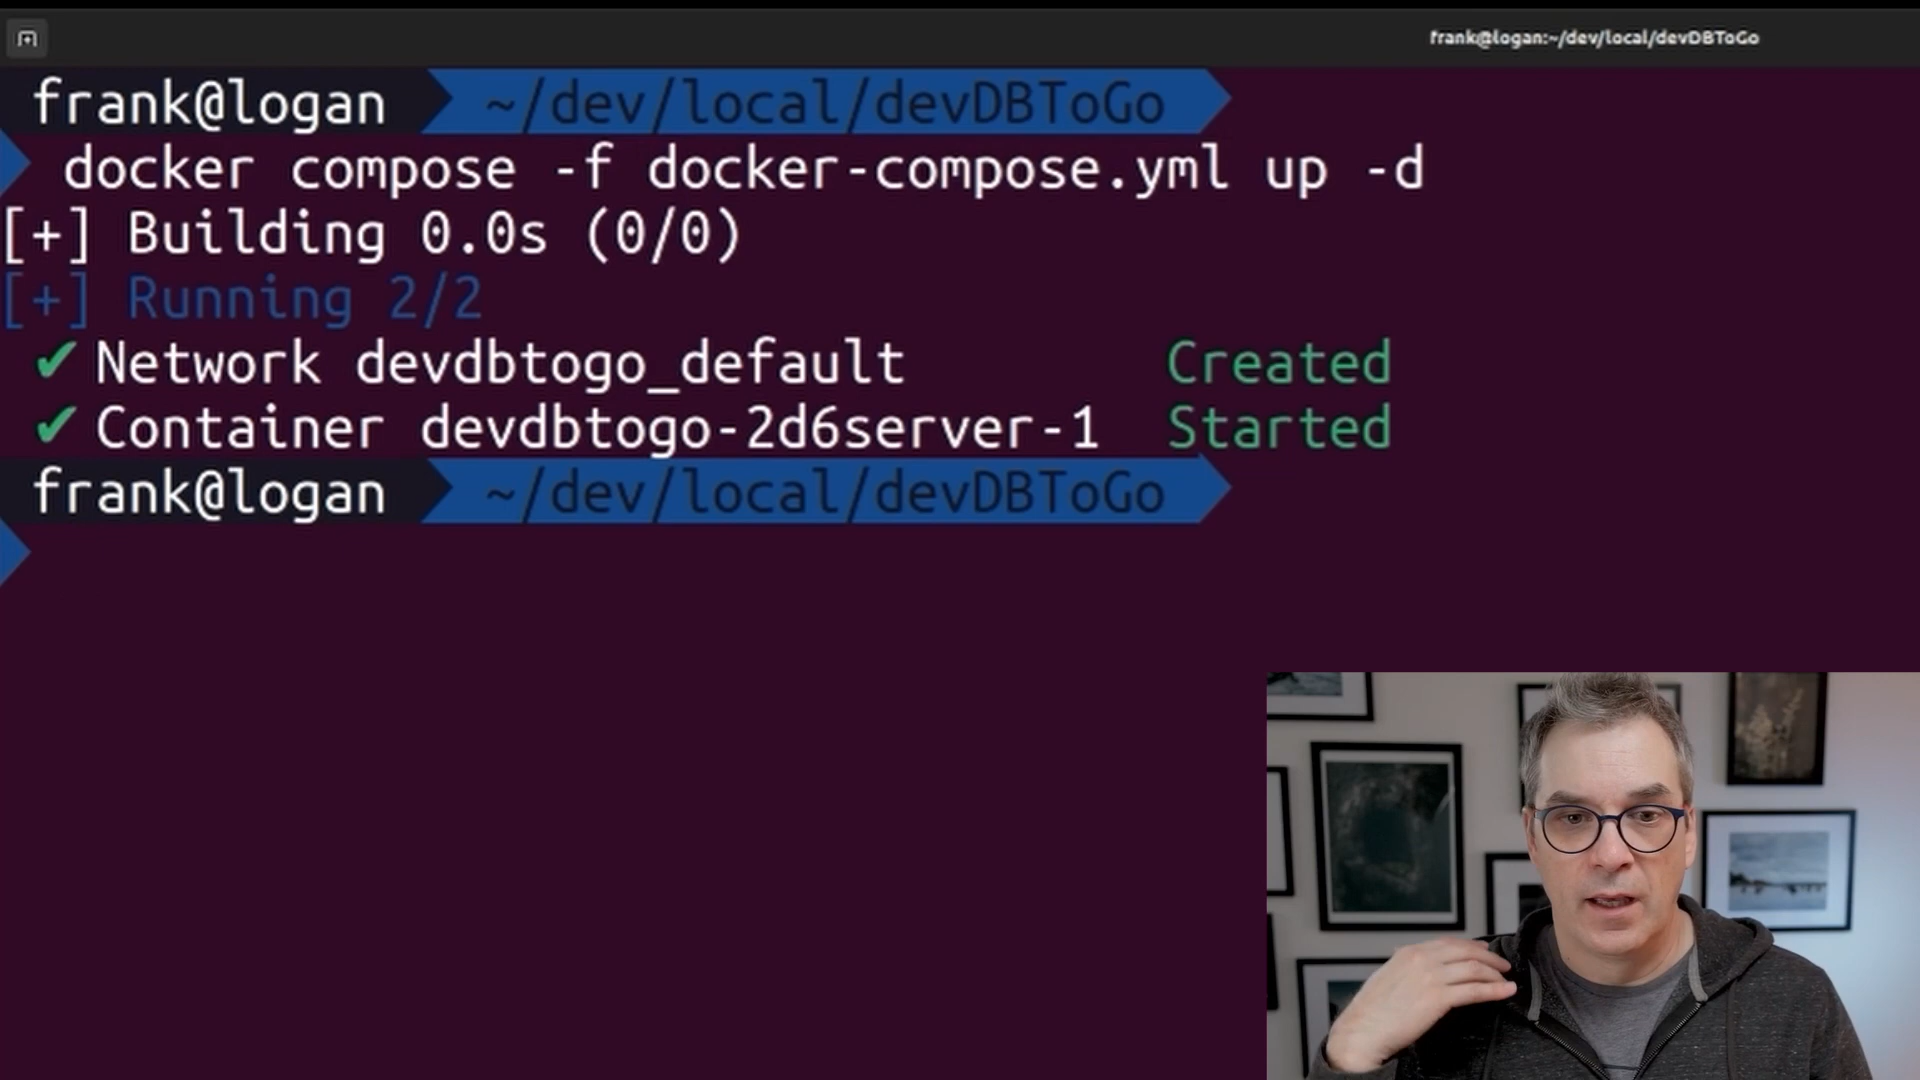 frank@logan:~/dev/local/devDBToGo
frank@logan ~/dev/local/devDBToGo
docker compose -f docker-compose.yml up -d
[+] Building 0.0s (0/0)
[+] Running 2/2
✔ Network devdbtogo_default Created
✔ Container devdbtogo-2d6server-1 Started
frank@logan ~/dev/local/devDBToGo